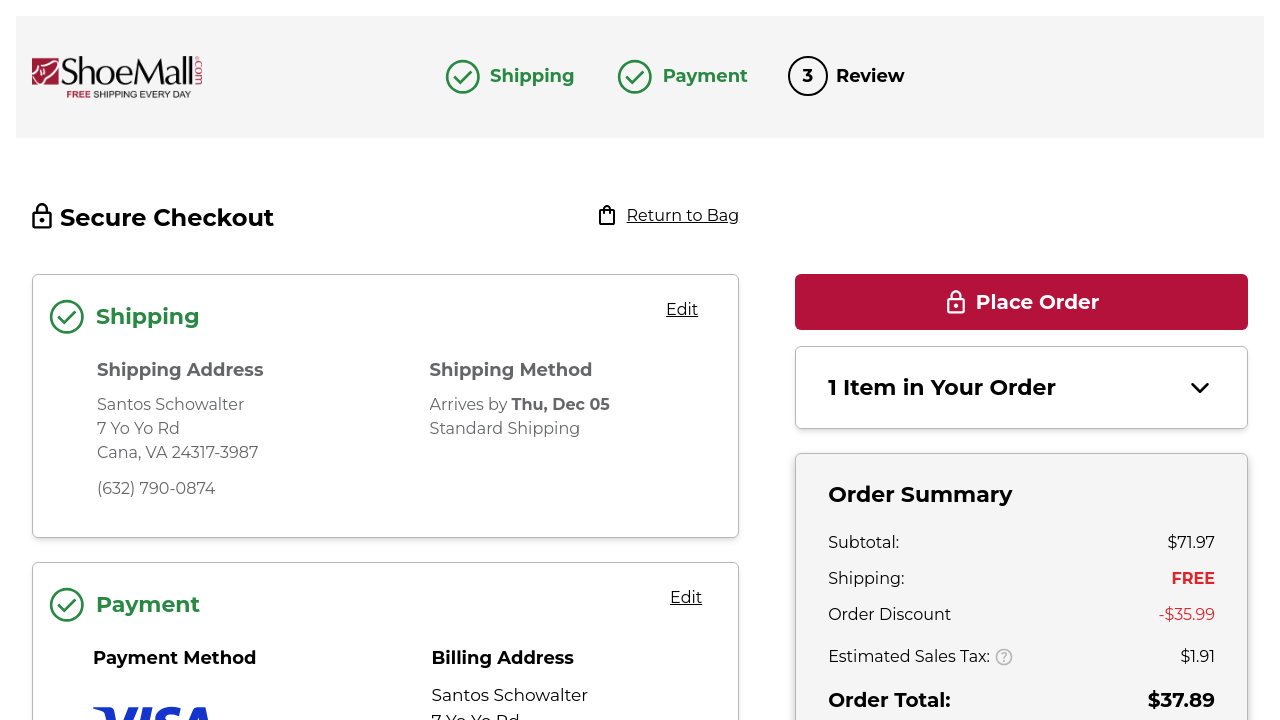 ShoeMall.com
FREE SHIPPING EVERY DAY
Shipping
Payment
3 Review
Secure Checkout
Return to Bag
Shipping
Edit
Shipping Address
Santos Schowalter
7 Yo Yo Rd
Cana, VA 24317-3987
(632) 790-0874
Shipping Method
Arrives by Thu, Dec 05
Standard Shipping
Payment
Edit
Payment Method
VISA
Billing Address
Santos Schowalter
7 Yo Yo Rd
Place Order
1 Item in Your Order
Order Summary
Subtotal: $71.97
Shipping: FREE
Order Discount -$35.99
Estimated Sales Tax: ? $1.91
Order Total: $37.89